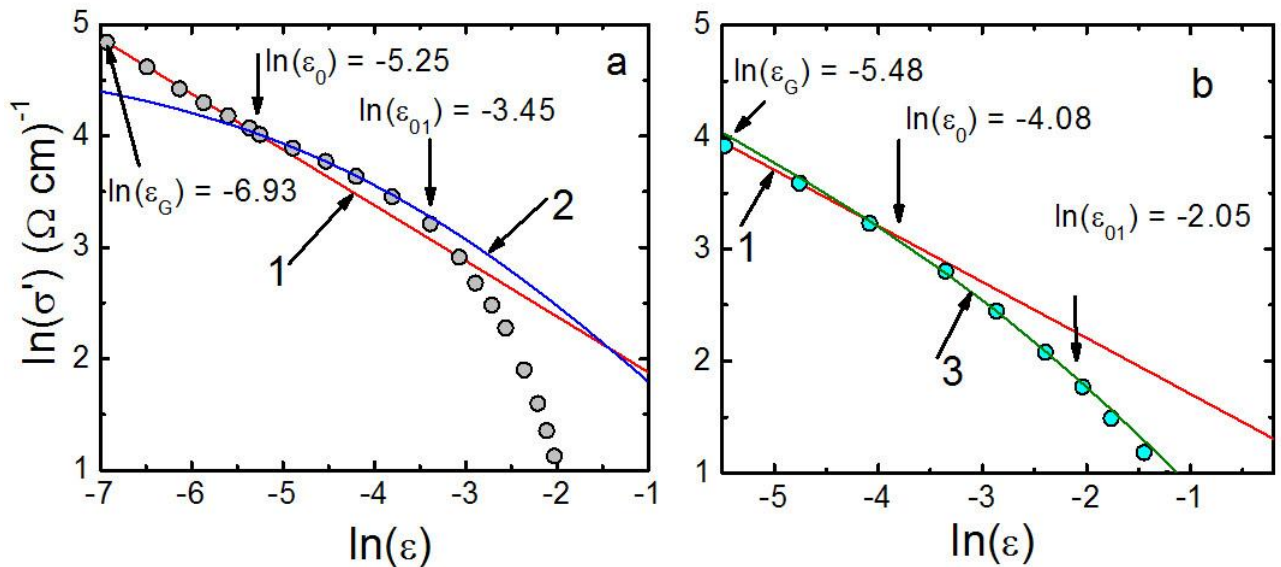 a
ln(ε₀) = -5.25
ln(ε₀₁) = -3.45
ln(ε_G) = -6.93
1
2
5
4
3
2
1
-7 -6 -5 -4 -3 -2 -1
ln(σ') (Ω cm)⁻¹
ln(ε)
b
ln(ε_G) = -5.48
ln(ε₀) = -4.08
ln(ε₀₁) = -2.05
1
3
5
4
3
2
1
-5 -4 -3 -2 -1
ln(ε)